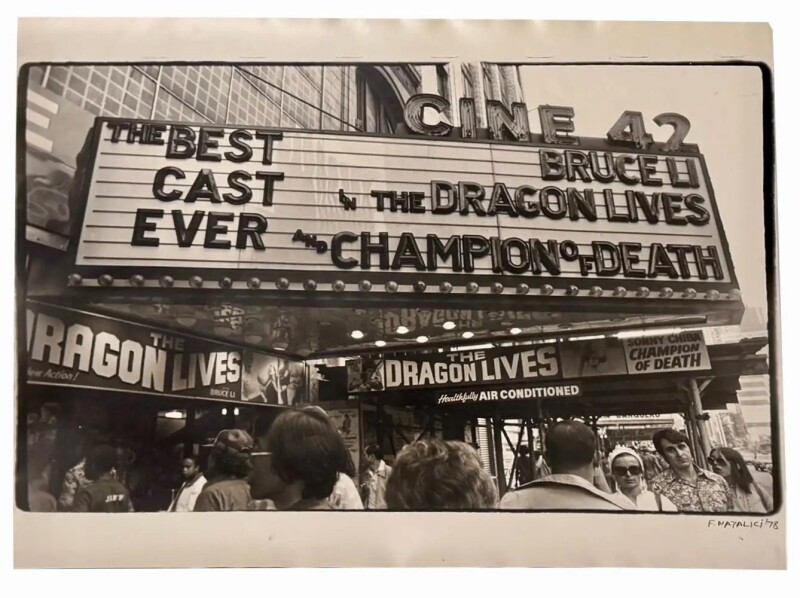 CINE 42
THE BEST
CAST
EVER
BRUCE LI
IN THE DRAGON LIVES
AND CHAMPION OF DEATH
THE
DRAGON LIVES
BRUCE LI
THE
DRAGON LIVES
SONNY CHIBA
CHAMPION
OF DEATH
Healthfully AIR CONDITIONED
F. NATALICI '78